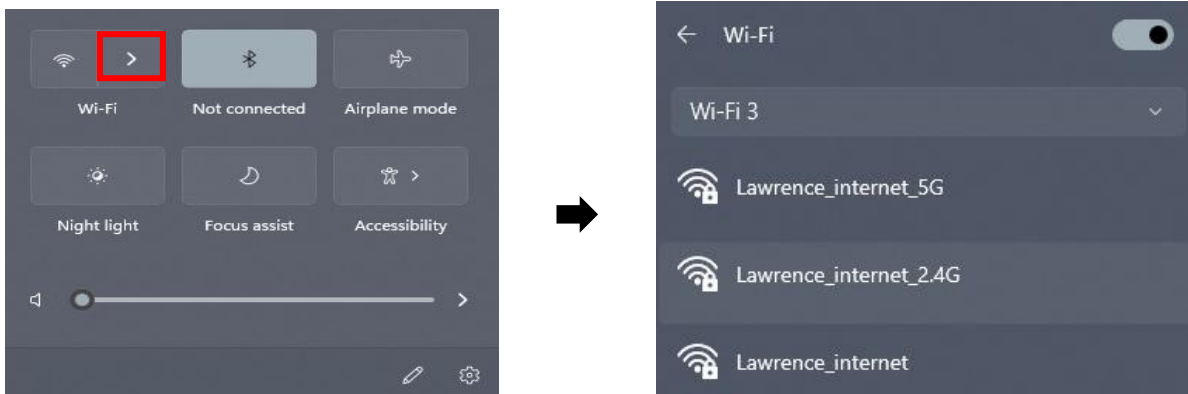 Wi-Fi
Not connected
Airplane mode
Night light
Focus assist
Accessibility
Wi-Fi
Wi-Fi 3
Lawrence_internet_5G
Lawrence_internet_2.4G
Lawrence_internet